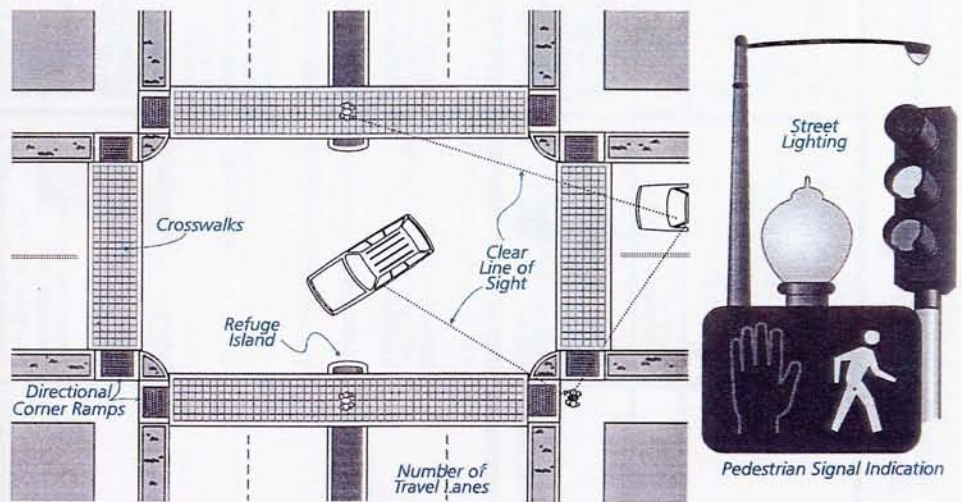 Street
Lighting
Crosswalks
Clear
Line of
Sight
Refuge
Island
Directional
Corner Ramps
Number of
Travel Lanes
Pedestrian Signal Indication